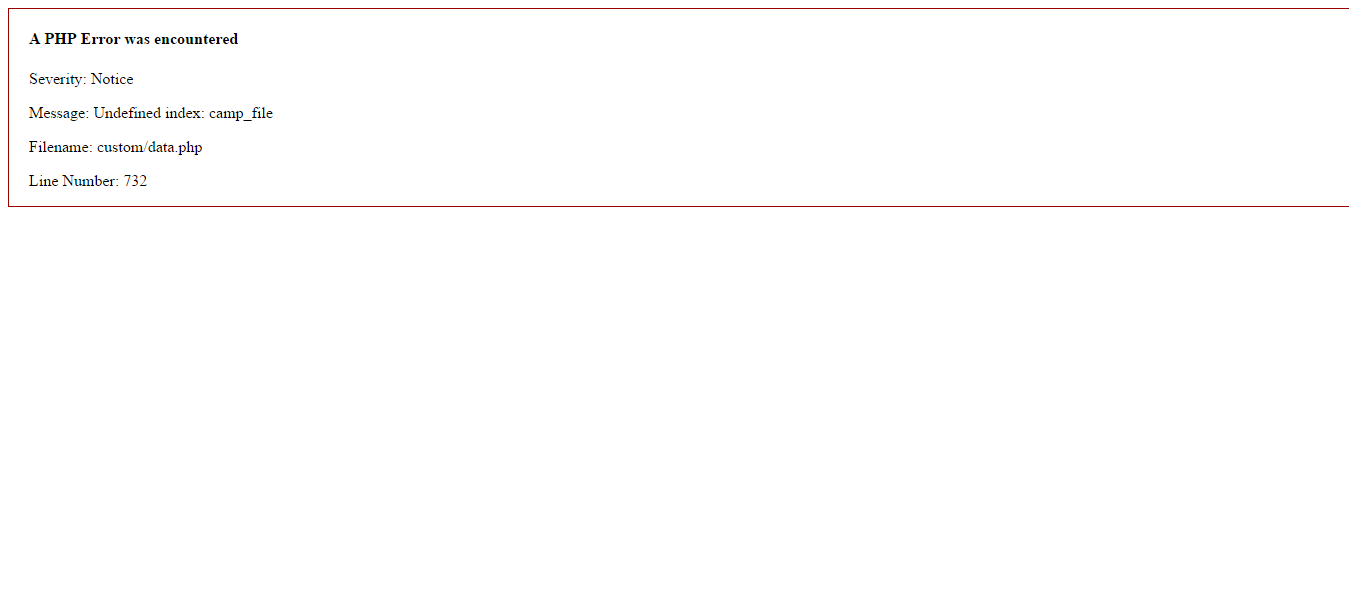 A PHP Error was encountered
Severity: Notice
Message: Undefined index: camp_file
Filename: custom/data.php
Line Number: 732